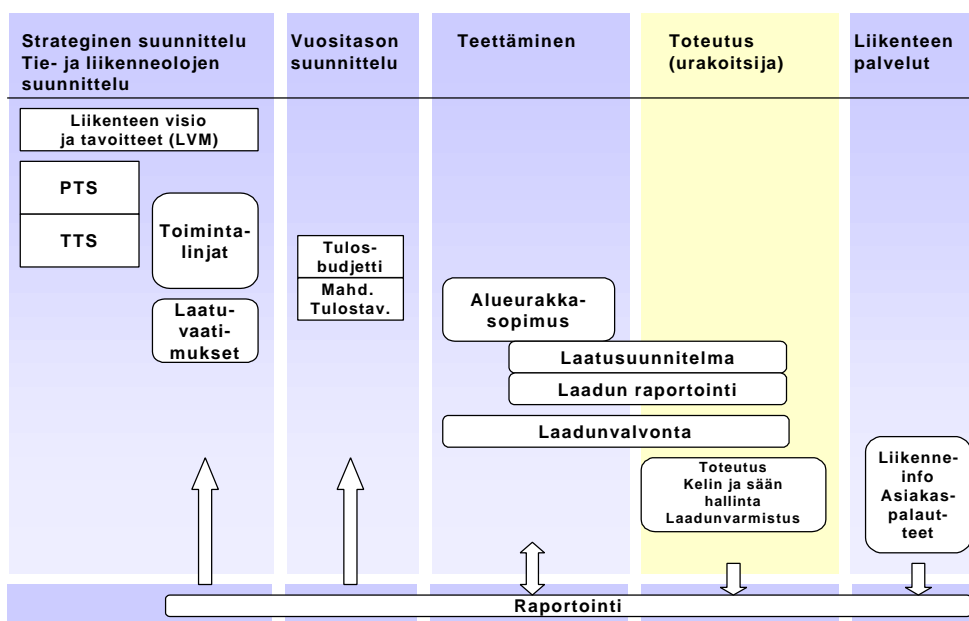 Strateginen suunnittelu
Tie- ja liikenneolojen
suunnittelu
Vuositason
suunnittelu
Teettäminen
Toteutus
(urakoitsija)
Liikenteen
palvelut
Liikenteen visio
ja tavoitteet (LVM)
PTS
TTS
Toiminta-
linjat
Laatu-
vaati-
mukset
Tulos-
budjetti
Mahd.
Tulostav.
Alueurakka-
sopimus
Laatusuunnitelma
Laadun raportointi
Laadunvalvonta
Toteutus
Kelin ja sään
hallinta
Laadunvarmistus
Liikenne-
info
Asiakas-
palaut-
teet
Raportointi